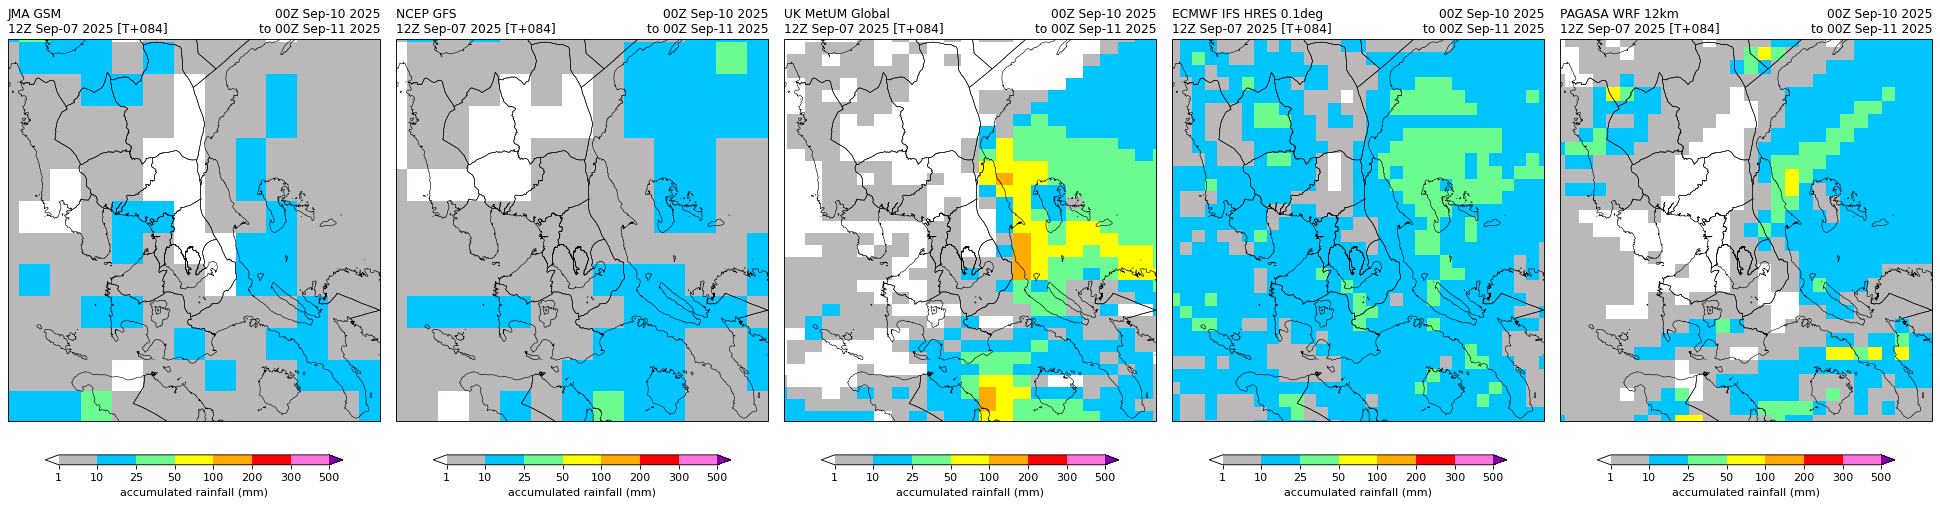 JMA GSM 00Z Sep-10 2025
12Z Sep-07 2025 [T+084] to 00Z Sep-11 2025
1 10 25 50 100 200 300 500
accumulated rainfall (mm)
NCEP GFS 00Z Sep-10 2025
12Z Sep-07 2025 [T+084] to 00Z Sep-11 2025
1 10 25 50 100 200 300 500
accumulated rainfall (mm)
UK MetUM Global 00Z Sep-10 2025
12Z Sep-07 2025 [T+084] to 00Z Sep-11 2025
1 10 25 50 100 200 300 500
accumulated rainfall (mm)
ECMWF IFS HRES 0.1deg 00Z Sep-10 2025
12Z Sep-07 2025 [T+084] to 00Z Sep-11 2025
1 10 25 50 100 200 300 500
accumulated rainfall (mm)
PAGASA WRF 12km 00Z Sep-10 2025
12Z Sep-07 2025 [T+084] to 00Z Sep-11 2025
1 10 25 50 100 200 300 500
accumulated rainfall (mm)